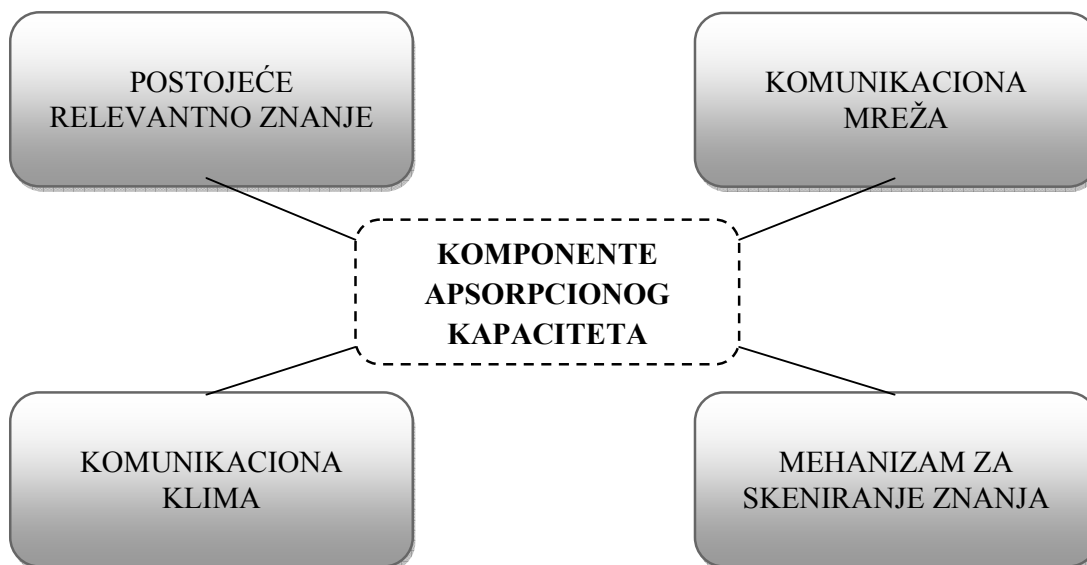 POSTOJEĆE
RELEVANTNO ZNANJE
KOMUNIKACIONA
MREŽA
KOMPONENTE
APSORPCIONOG
KAPACITETA
KOMUNIKACIONA
KLIMA
MEHANIZAM ZA
SKENIRANJE ZNANJA